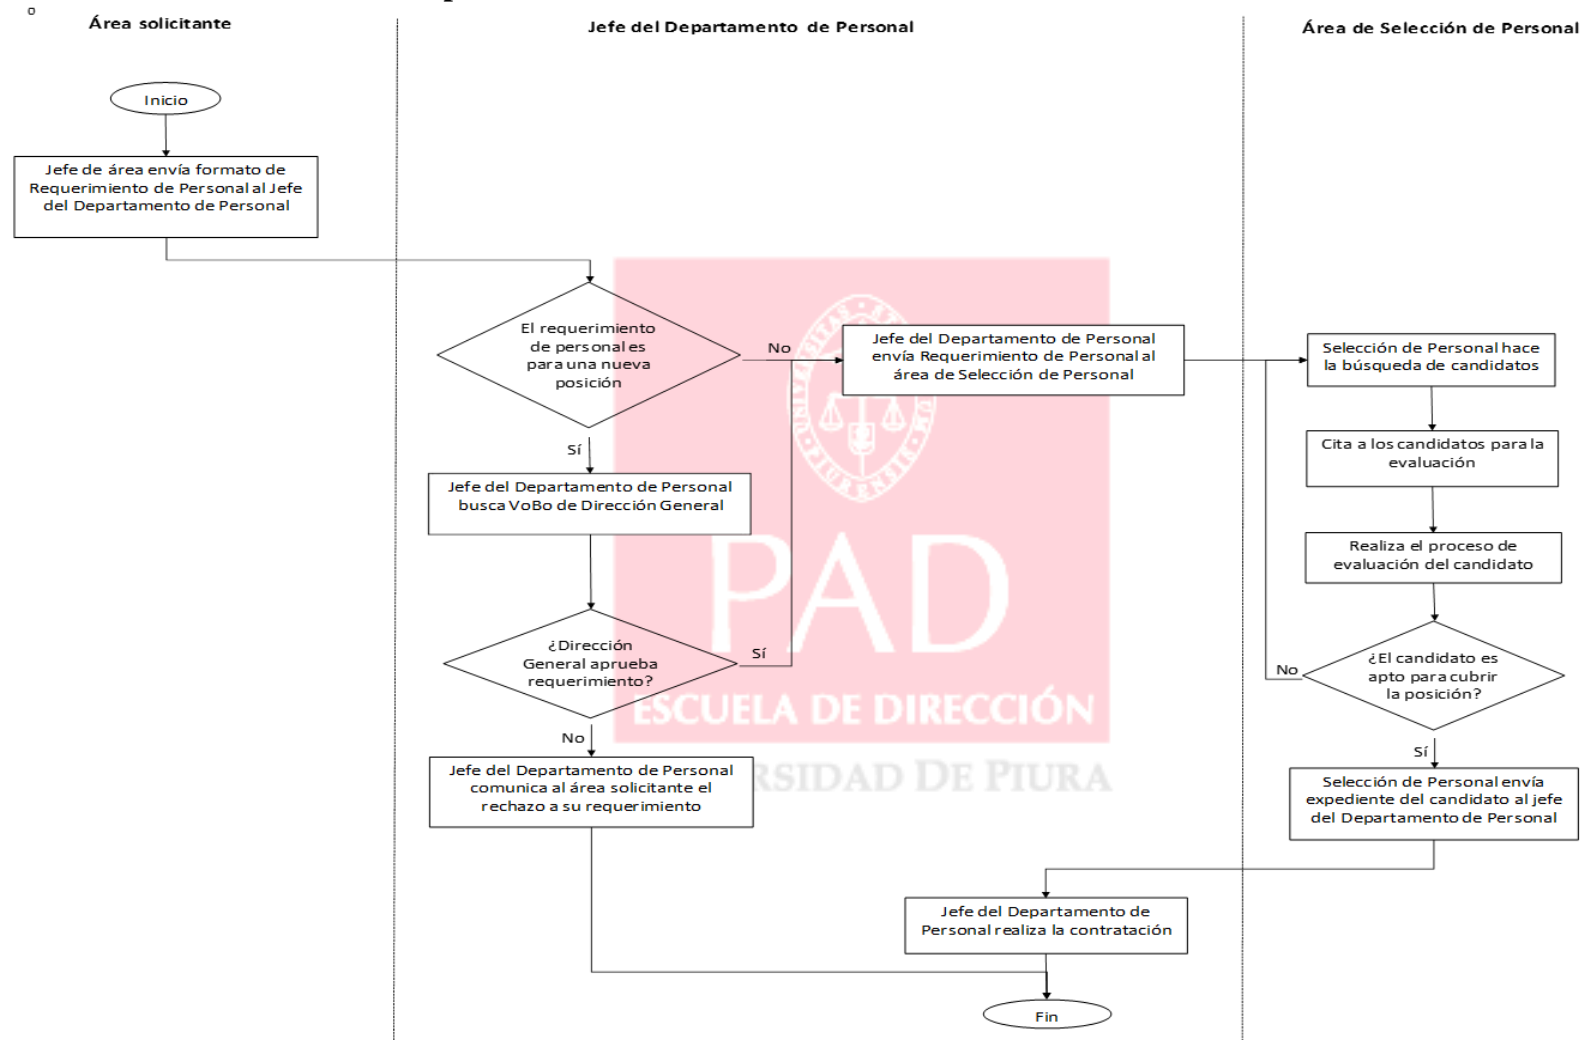 Área solicitante
Jefe del Departamento de Personal
Área de Selección de Personal
Inicio
Jefe de área envía formato de
Requerimiento de Personal al Jefe
del Departamento de Personal
El requerimiento
de personal es
para una nueva
posición
No
Jefe del Departamento de Personal
envía Requerimiento de Personal al
área de Selección de Personal
Selección de Personal hace
la búsqueda de candidatos
Sí
Cita a los candidatos para la
evaluación
Jefe del Departamento de Personal
busca VoBo de Dirección General
Realiza el proceso de
evaluación del candidato
¿Dirección
General aprueba
requerimiento?
Sí
No
¿El candidato es
apto para cubrir
la posición?
No
Sí
Jefe del Departamento de Personal
comunica al área solicitante el
rechazo a su requerimiento
Selección de Personal envía
expediente del candidato al jefe
del Departamento de Personal
Jefe del Departamento de
Personal realiza la contratación
Fin
PAD
ESCUELA DE DIRECCIÓN
RSIDAD DE PIURA